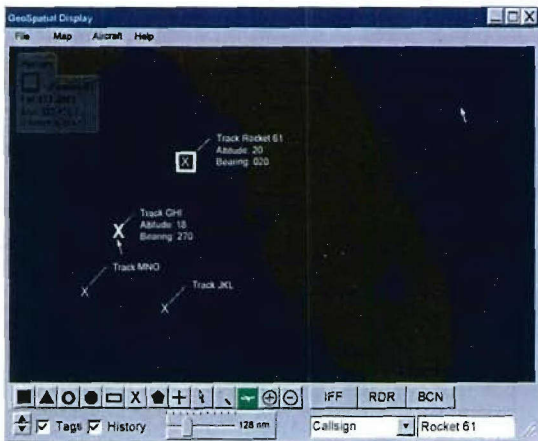 GeoSpatial Display
File Map Aircraft Help
Track Rocket 61
Altitude: 20
Bearing: 020
Track GHI
Altitude: 18
Bearing: 270
Track MNO
Track JKL
IFF RDR BCN
Tags History 128 nm Callsign Rocket 61